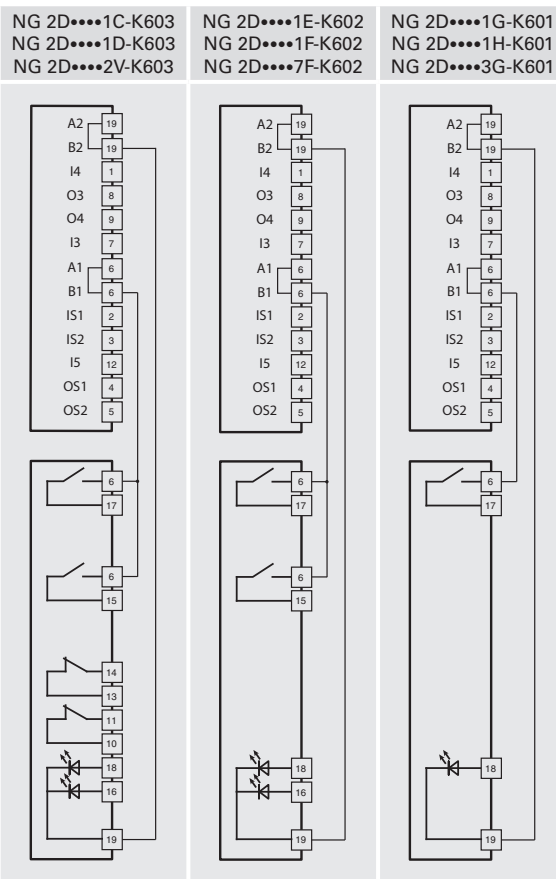 NG 2D••••1C-K603
NG 2D••••1D-K603
NG 2D••••2V-K603
A2 19
B2 19
I4 1
O3 8
O4 9
I3 7
A1 6
B1 6
IS1 2
IS2 3
I5 12
OS1 4
OS2 5
6
17
6
15
14
13
11
10
18
16
19
NG 2D••••1E-K602
NG 2D••••1F-K602
NG 2D••••7F-K602
A2 19
B2 19
I4 1
O3 8
O4 9
I3 7
A1 6
B1 6
IS1 2
IS2 3
I5 12
OS1 4
OS2 5
6
17
6
15
18
16
19
NG 2D••••1G-K601
NG 2D••••1H-K601
NG 2D••••3G-K601
A2 19
B2 19
I4 1
O3 8
O4 9
I3 7
A1 6
B1 6
IS1 2
IS2 3
I5 12
OS1 4
OS2 5
6
17
18
19